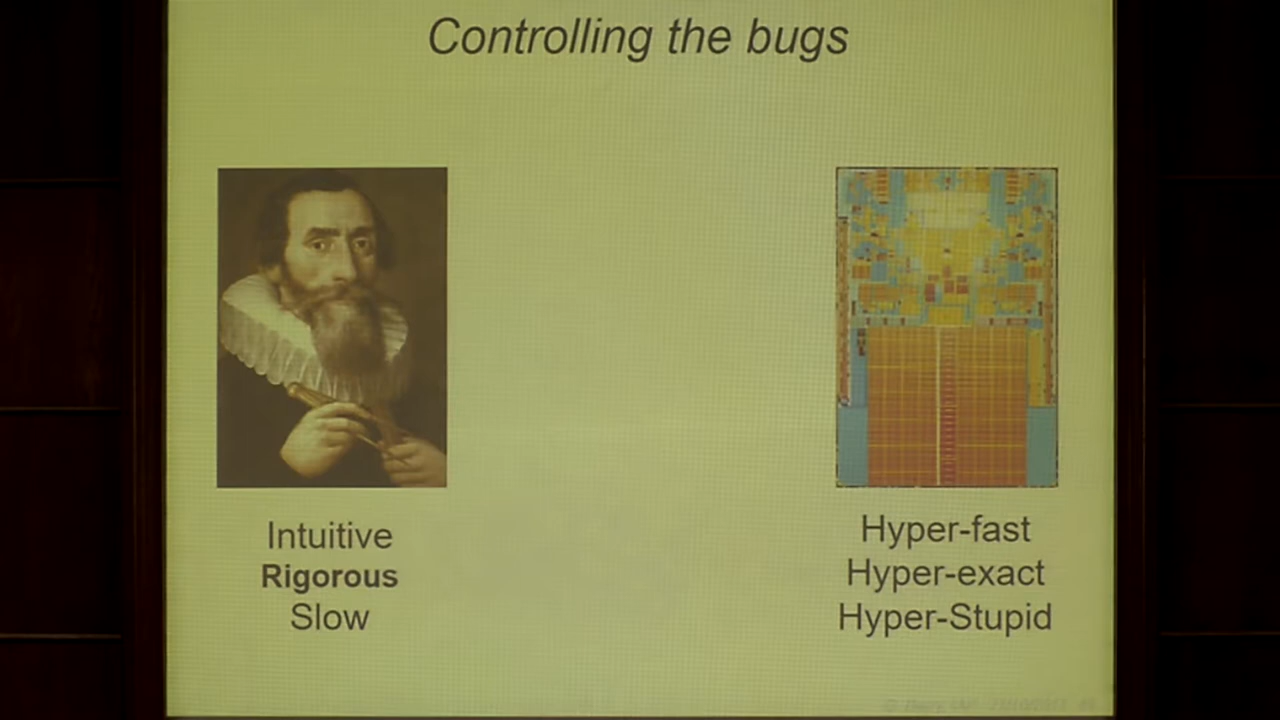 Controlling the bugs
Intuitive
Rigorous
Slow
Hyper-fast
Hyper-exact
Hyper-Stupid